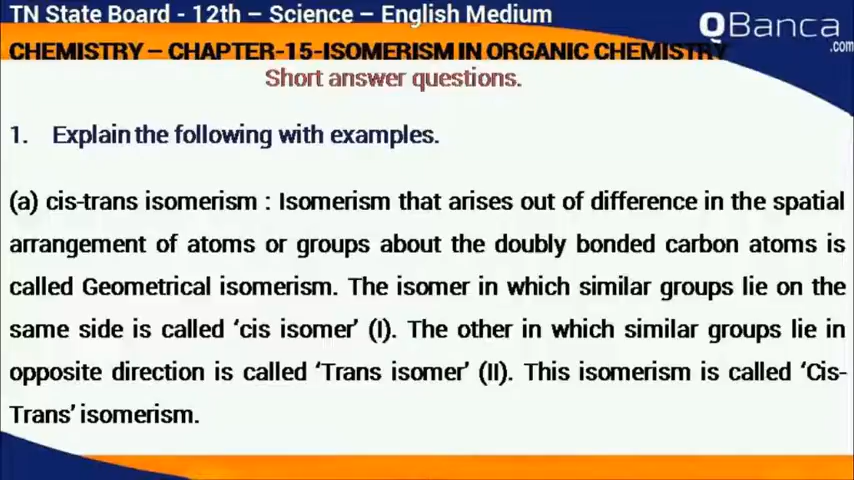 TN State Board - 12th – Science – English Medium
QBanca
.com
CHEMISTRY – CHAPTER-15-ISOMERISM IN ORGANIC CHEMISTRY
Short answer questions.
1. Explain the following with examples.
(a) cis-trans isomerism : Isomerism that arises out of difference in the spatial
arrangement of atoms or groups about the doubly bonded carbon atoms is
called Geometrical isomerism. The isomer in which similar groups lie on the
same side is called ‘cis isomer’ (I). The other in which similar groups lie in
opposite direction is called ‘Trans isomer’ (II). This isomerism is called ‘Cis-
Trans’ isomerism.